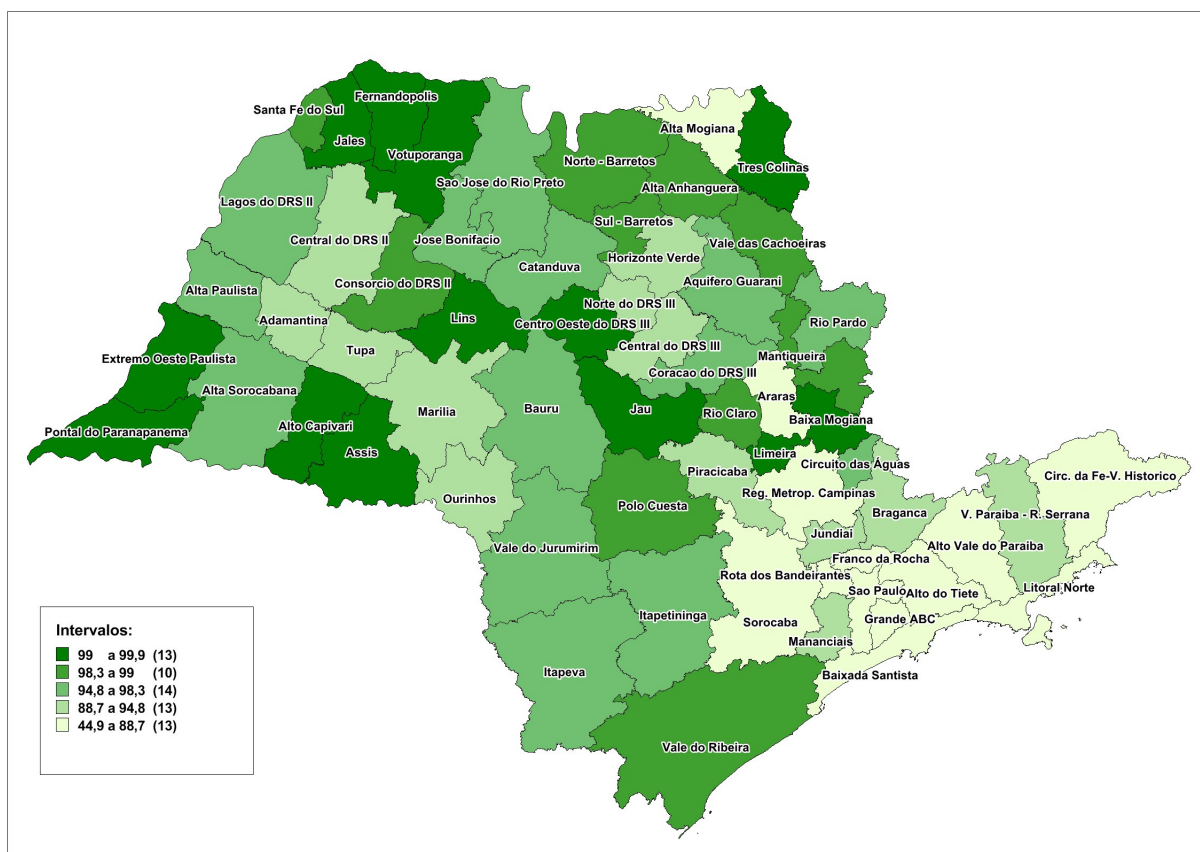 Fernandopolis
Santa Fe do Sul
Alta Mogiana
Jales
Votuporanga
Norte - Barretos
Tres Colinas
Sao Jose do Rio Preto
Alta Anhanguera
Lagos do DRS II
Sul - Barretos
Central do DRS II
Jose Bonifacio
Vale das Cachoeiras
Horizonte Verde
Catanduva
Consorcio do DRS II
Aquifero Guarani
Alta Paulista
Norte do DRS III
Adamantina
Lins
Centro Oeste do DRS III
Rio Pardo
Tupa
Central do DRS III
Extremo Oeste Paulista
Mantiqueira
Coracao do DRS III
Alta Sorocabana
Araras
Marilia
Bauru
Jau
Rio Claro
Baixa Mogiana
Pontal do Paranapanema
Alto Capivari
Assis
Limeira
Circuito das Águas
Piracicaba
Circ. da Fe-V. Historico
Reg. Metrop. Campinas
Ourinhos
Polo Cuesta
Braganca
V. Paraiba - R. Serrana
Jundiai
Vale do Jurumirim
Alto Vale do Paraiba
Franco da Rocha
Rota dos Bandeirantes
Litoral Norte
Sao Paulo
Alto do Tiete
Itapetininga
Sorocaba
Grande ABC
Mananciais
Itapeva
Baixada Santista
Vale do Ribeira
Intervalos:
99 a 99,9 (13)
98,3 a 99 (10)
94,8 a 98,3 (14)
88,7 a 94,8 (13)
44,9 a 88,7 (13)